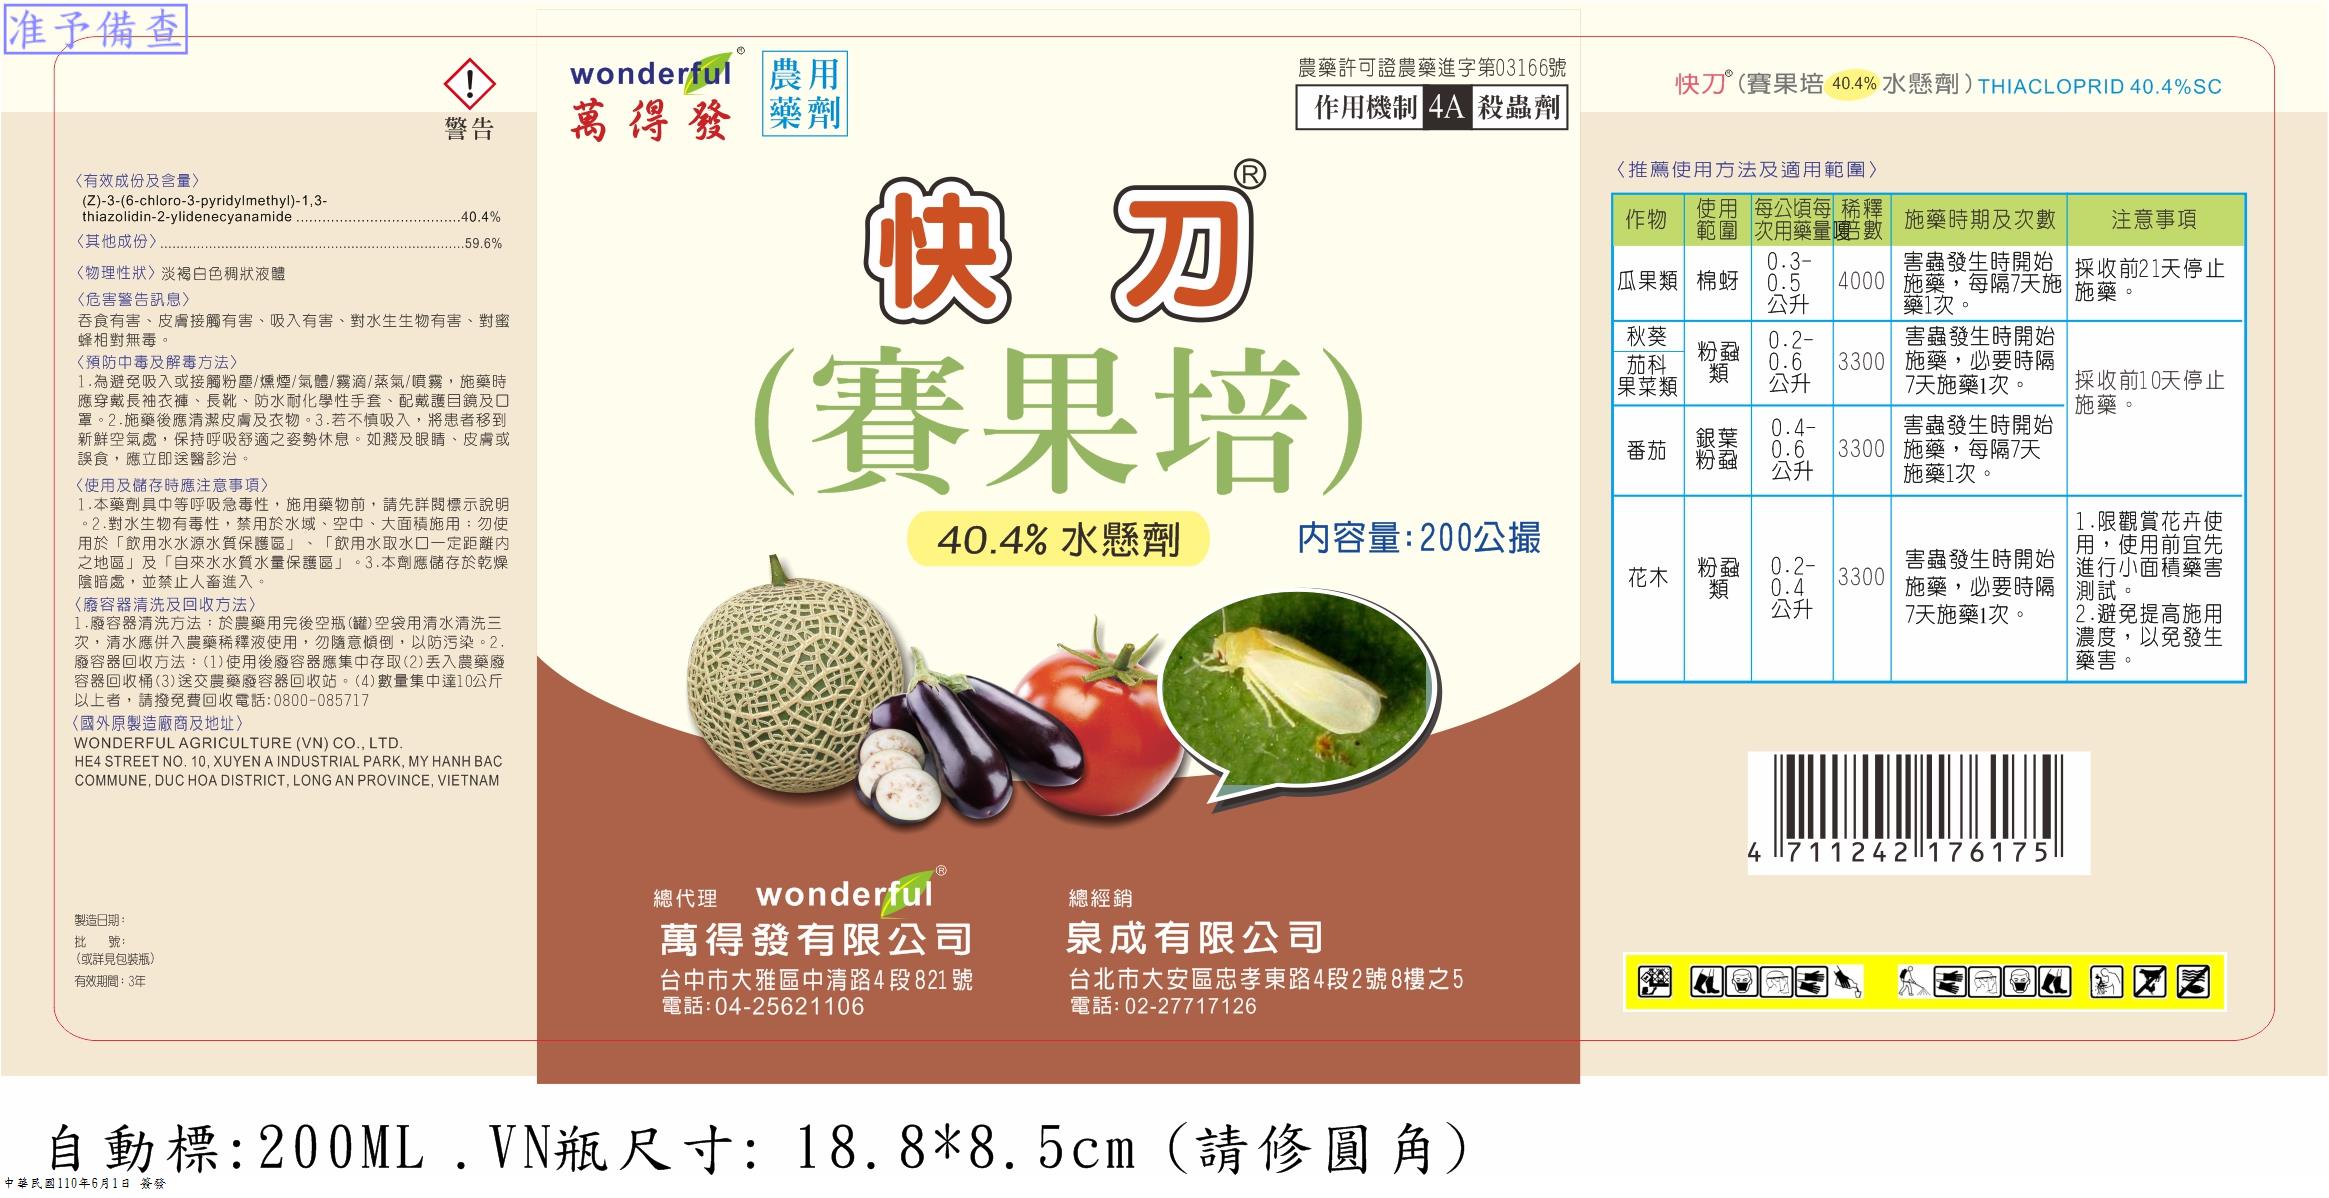 准予備查
警告
〈有效成份及含量〉
(Z)-3-(6-chloro-3-pyridylmethyl)-1,3-
thiazolidin-2-ylidenecyanamide ....................................40.4%
〈其他成份〉..........................................................................59.6%
〈物理性狀〉淡褐白色稠狀液體
〈危害警告訊息〉
吞食有害、皮膚接觸有害、吸入有害、對水生生物有害、對蜜
蜂相對無毒。
〈預防中毒及解毒方法〉
1.為避免吸入或接觸粉塵/燻煙/氣體/霧滴/蒸氣/噴霧，施藥時
應穿戴長袖衣褲、長靴、防水耐化學性手套、配戴護目鏡及口
罩。2.施藥後應清潔皮膚及衣物。3.若不慎吸入，將患者移到
新鮮空氣處，保持呼吸舒適之姿勢休息。如濺及眼睛、皮膚或
誤食，應立即送醫診治。
〈使用及儲存時應注意事項〉
1.本藥劑具中等呼吸急毒性，施用藥物前，請先詳閱標示說明
。2.對水生物有毒性，禁用於水域、空中、大面積施用；勿使
用於「飲用水水源水質保護區」、「飲用水取水口一定距離內
之地區」及「自來水水質水量保護區」。3.本劑應儲存於乾燥
陰暗處，並禁止人畜進入。
〈廢容器清洗及回收方法〉
1.廢容器清洗方法：於農藥用完後空瓶(罐)空袋用清水清洗三
次，清水應併入農藥稀釋液使用，勿隨意傾倒，以防污染。2.
廢容器回收方法：(1)使用後廢容器應集中存取(2)丟入農藥廢
容器回收桶(3)送交農藥廢容器回收站。(4)數量集中達10公斤
以上者，請撥免費回收電話:0800-085717
〈國外原製造廠商及地址〉
WONDERFUL AGRICULTURE (VN) CO., LTD.
HE4 STREET NO. 10, XUYEN A INDUSTRIAL PARK, MY HANH BAC
COMMUNE, DUC HOA DISTRICT, LONG AN PROVINCE, VIETNAM
製造日期:
批　號:
(或詳見包裝瓶)
有效期間：3年
wonderful®
萬得發
農用
藥劑
農藥許可證農藥進字第03166號
作用機制 4A 殺蟲劑
快刀®
(賽果培)
40.4% 水懸劑
內容量:200公撮
總代理 wonderful®
萬得發有限公司
台中市大雅區中清路4段821號
電話:04-25621106
總經銷
泉成有限公司
台北市大安區忠孝東路4段2號8樓之5
電話:02-27717126
快刀®(賽果培 40.4% 水懸劑) THIACLOPRID 40.4%SC
〈推薦使用方法及適用範圍〉
作物 使用範圍 每公頃每次用藥量 稀釋倍數 施藥時期及次數 注意事項
瓜果類 棉蚜 0.3-0.5公升 4000 害蟲發生時開始施藥，每隔7天施藥1次。 採收前21天停止施藥。
秋葵
茄科果菜類 粉蝨類 0.2-0.6公升 3300 害蟲發生時開始施藥，必要時隔7天施藥1次。 採收前10天停止施藥。
番茄 銀葉粉蝨 0.4-0.6公升 3300 害蟲發生時開始施藥，每隔7天施藥1次。
花木 粉蝨類 0.2-0.4公升 3300 害蟲發生時開始施藥，必要時隔7天施藥1次。 1.限觀賞花卉使用，使用前宜先進行小面積藥害測試。
2.避免提高施用濃度，以免發生藥害。
4 711242 176175
自動標:200ML .VN瓶尺寸: 18.8*8.5cm (請修圓角)
中華民國110年6月1日 簽發